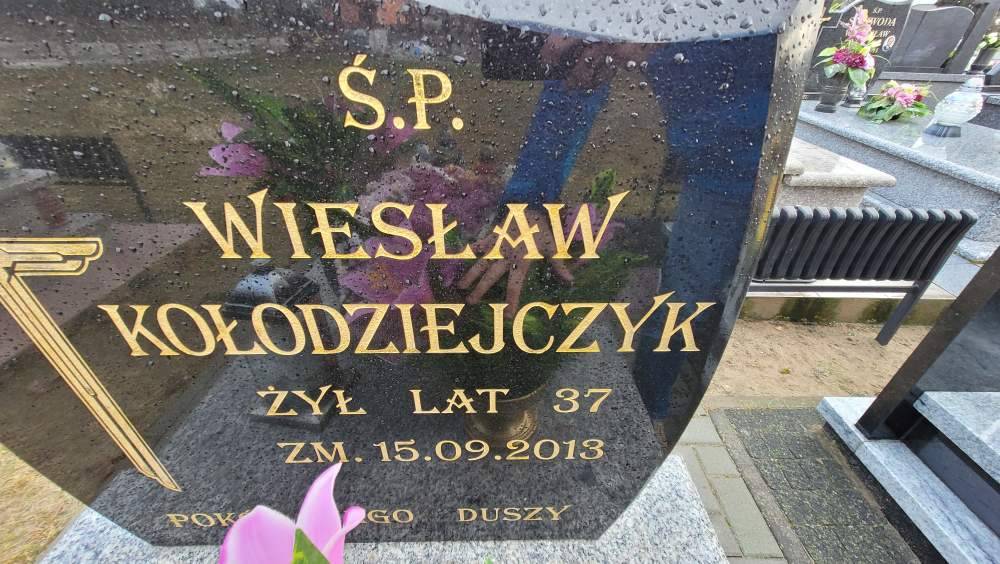 Ś.P.
WIESŁAW
KOŁODZIEJCZYK
ŻYŁ LAT 37
ZM. 15.09.2013
DUSZY
Ś.P.